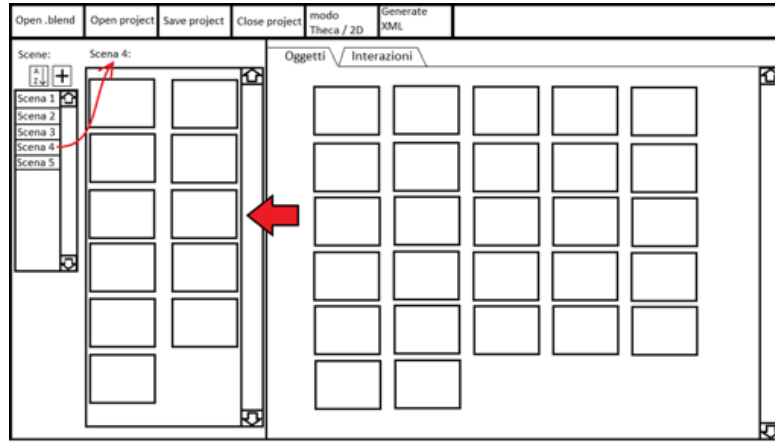 Open .blend
Open project
Save project
Close project
modo
Theca / 2D
Generate
XML
Scene:
Scena 4:
Oggetti
Interazioni
A
Z
Scena 1
Scena 2
Scena 3
Scena 4
Scena 5